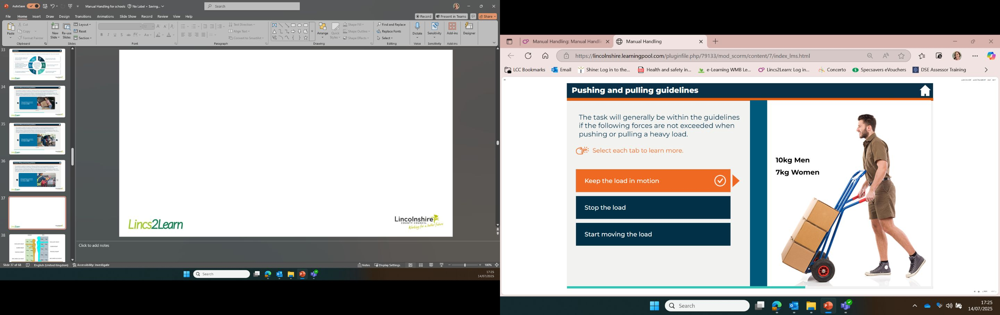 AutoSave
Manual Handling for schools
No Label • Saving...
Search
File
Home
Insert
Draw
Design
Transitions
Animations
Slide Show
Record
Review
View
Help
Record
Present in Teams
Share
Paste
Cut
Copy
Format Painter
Clipboard
New Slide
Re-use Slides
Layout
Reset
Section
Slides
Font
Text Direction
Align Text
Convert to SmartArt
Paragraph
Arrange
Quick Styles
Shape Fill
Shape Outline
Shape Effects
Drawing
Find and Replace
Replace Fonts
Select
Editing
Dictate
Voice
Sensitivity
Sensitivity
Add-ins
Add-ins
Designer
33
34
35
36
37
38
Lincs2Learn
Lincolnshire
COUNTY COUNCIL
Working for a better future
Click to add notes
Slide 37 of 68
English (United Kingdom)
Accessibility: Investigate
Notes
Display Settings
100%
Search
17:25
14/07/2025
Manual Handling: Manual Handlin
Manual Handling
https://lincolnshire.learningpool.com/pluginfile.php/79133/mod_scorm/content/7/index_lms.html
LCC Bookmarks
Email
Shine: Log in to the...
Health and safety in...
e-Learning WMB Le...
Lincs2Learn: Log in...
Concerto
Specsavers eVouchers
DSE Assessor Training
Pushing and pulling guidelines
The task will generally be within the guidelines
if the following forces are not exceeded when
pushing or pulling a heavy load.
Select each tab to learn more.
Keep the load in motion
Stop the load
Start moving the load
10kg Men
7kg Women
Search
17:25
14/07/2025